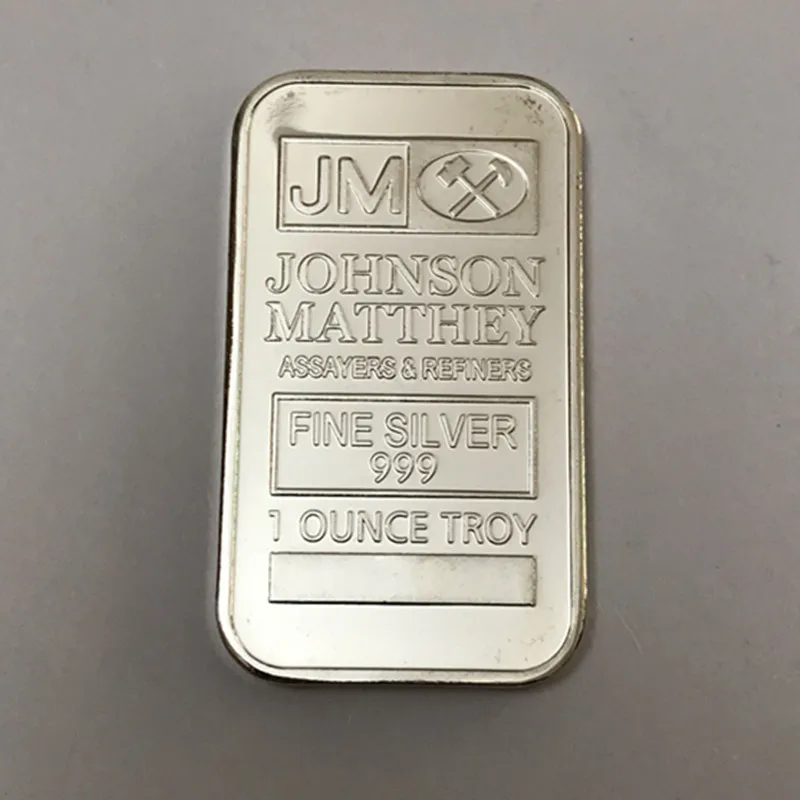 JM
JOHNSON
MATTHEY
ASSAYERS & REFINERS
FINE SILVER
999
1 OUNCE TROY